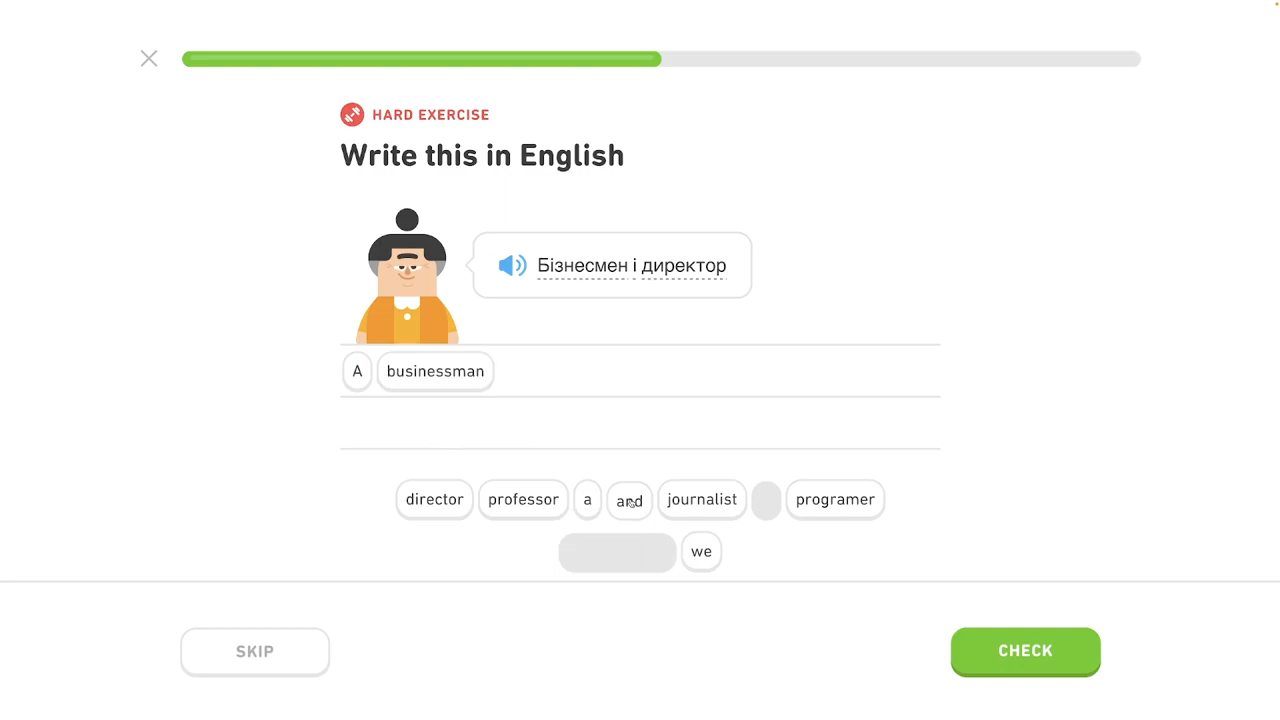 HARD EXERCISE
Write this in English
Бізнесмен і директор
A businessman
director professor a and journalist programer
we
SKIP CHECK